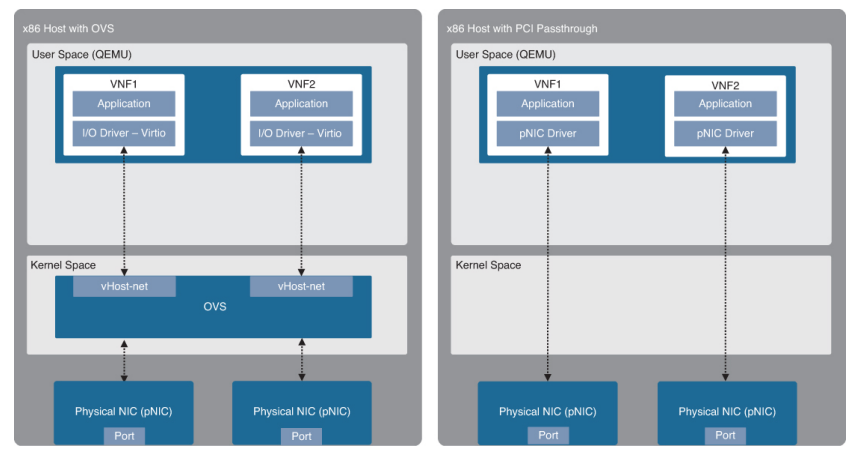 x86 Host with OVS
User Space (QEMU)
VNF1
Application
I/O Driver – Virtio
VNF2
Application
I/O Driver – Virtio
Kernel Space
vHost-net
vHost-net
OVS
Physical NIC (pNIC)
Port
Physical NIC (pNIC)
Port
x86 Host with PCI Passthrough
User Space (QEMU)
VNF1
Application
pNIC Driver
VNF2
Application
pNIC Driver
Kernel Space
Physical NIC (pNIC)
Port
Physical NIC (pNIC)
Port